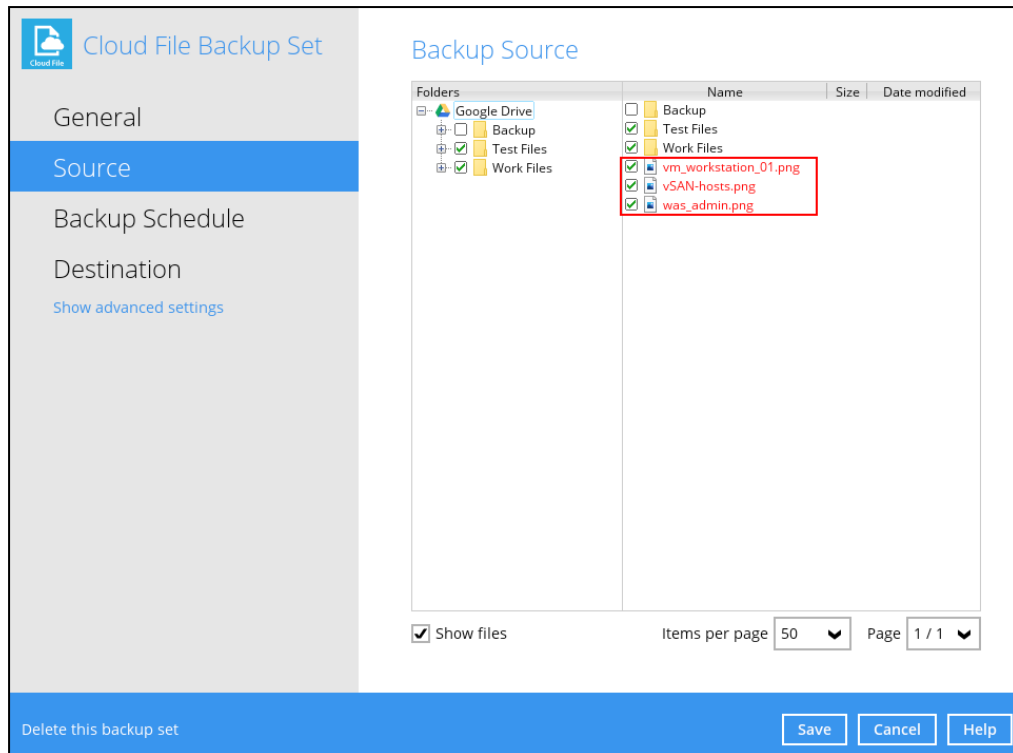 Cloud File
Cloud File Backup Set
General
Source
Backup Schedule
Destination
Show advanced settings
Backup Source
Folders
Google Drive
Backup
Test Files
Work Files
Name Size Date modified
Backup
Test Files
Work Files
vm_workstation_01.png
vSAN-hosts.png
was_admin.png
Show files
Items per page 50 Page 1 / 1
Delete this backup set
Save Cancel Help